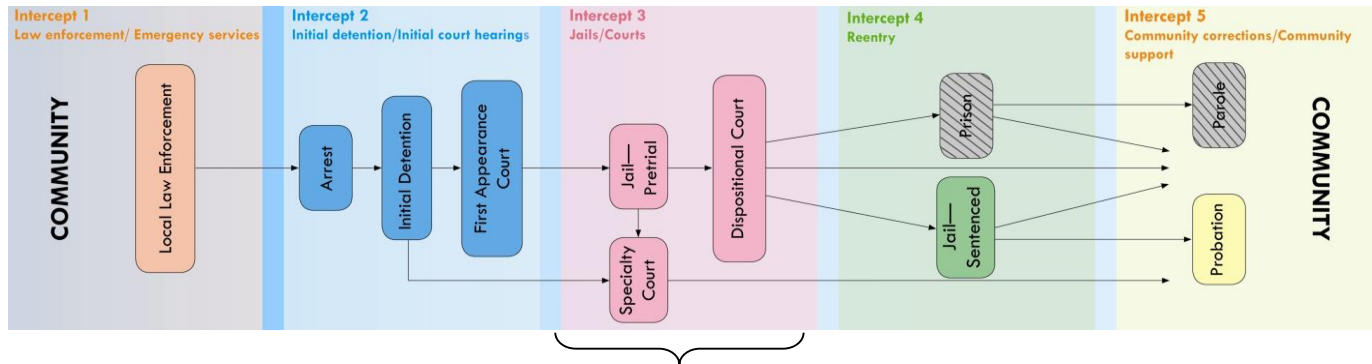 Intercept 1
Law enforcement/ Emergency services
Intercept 2
Initial detention/Initial court hearings
Intercept 3
Jails/Courts
Intercept 4
Reentry
Intercept 5
Community corrections/Community
support
COMMUNITY
Local Law Enforcement
Arrest
Initial Detention
First Appearance
Court
Jail—
Pretrial
Specialty
Court
Dispositional Court
Prison
Jail—
Sentenced
Parole
Probation
COMMUNITY